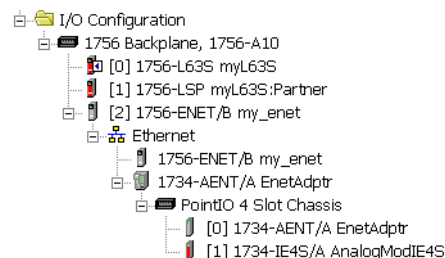 I/O Configuration
1756 Backplane, 1756-A10
[0] 1756-L63S myL63S
[1] 1756-LSP myL63S:Partner
[2] 1756-ENET/B my_enet
Ethernet
1756-ENET/B my_enet
1734-AENT/A EnetAdptr
PointIO 4 Slot Chassis
[0] 1734-AENT/A EnetAdptr
[1] 1734-IE4S/A AnalogModIE4S